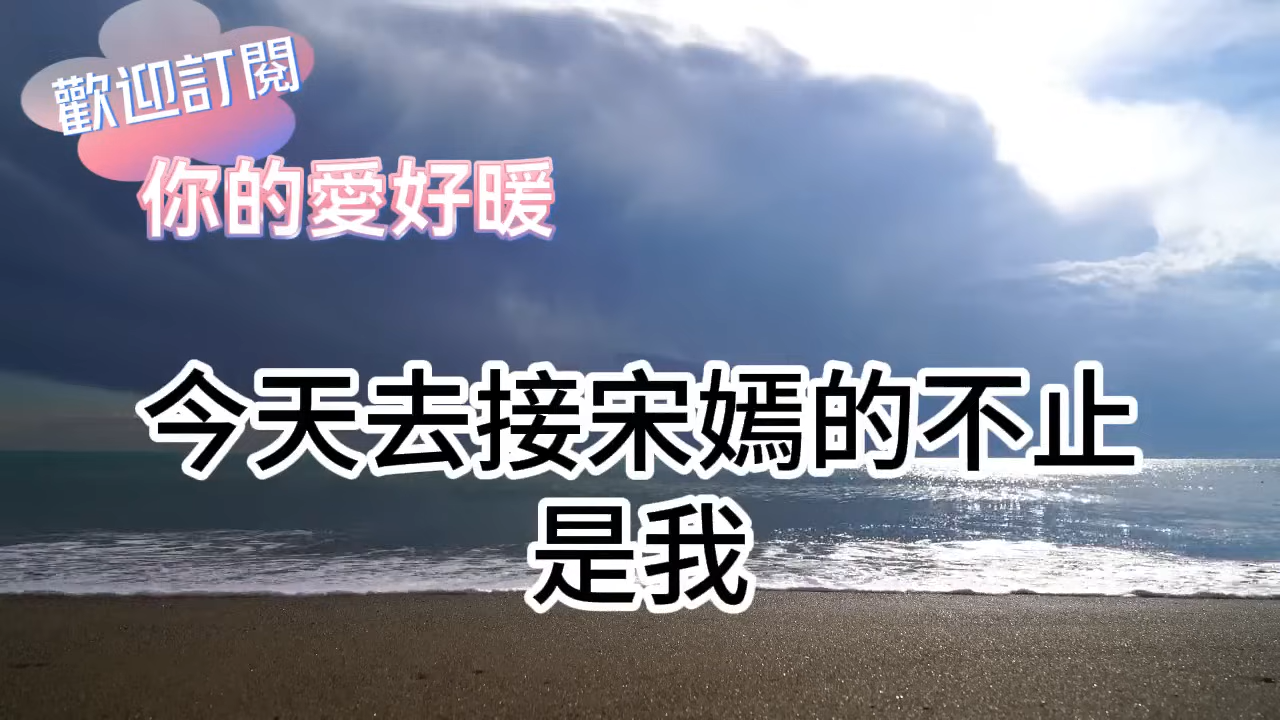 歡迎訂閱
你的愛好暖
今天去接宋嫣的不止
是我